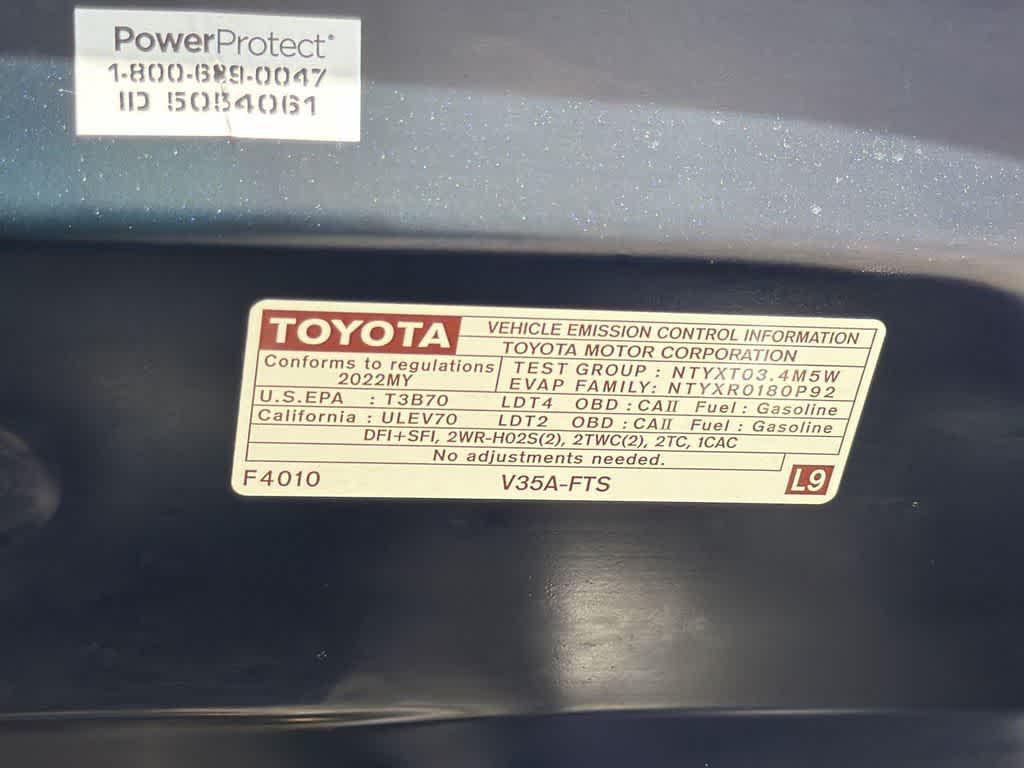 PowerProtect®
1-800-689-0047
ID 5054061
TOYOTA
VEHICLE EMISSION CONTROL INFORMATION
TOYOTA MOTOR CORPORATION
Conforms to regulations
2022MY
TEST GROUP : NTYXT03.4M5W
EVAP FAMILY: NTYXR0180P92
U.S.EPA : T3B70 LDT4 OBD : CAII Fuel : Gasoline
California : ULEV70 LDT2 OBD : CAII Fuel : Gasoline
DFI+SFI, 2WR-HO2S(2), 2TWC(2), 2TC, 1CAC
No adjustments needed.
F4010 V35A-FTS L9